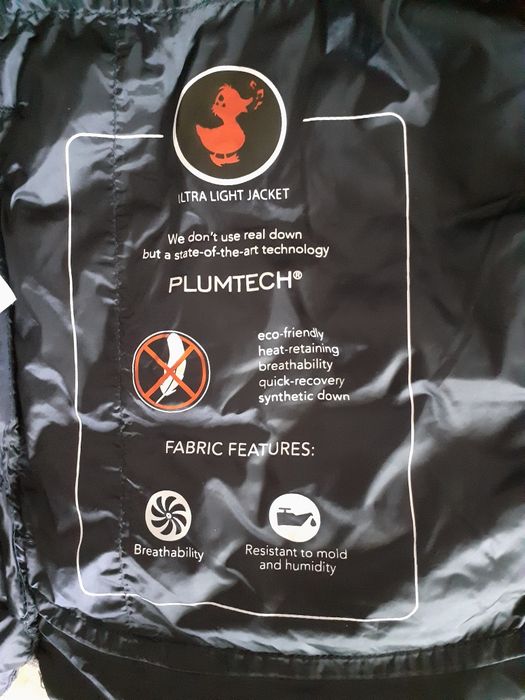 ULTRA LIGHT JACKET
We don't use real down
but a state-of-the-art technology
PLUMTECH®
eco-friendly
heat-retaining
breathability
quick-recovery
synthetic down
FABRIC FEATURES:
Breathability
Resistant to mold
and humidity